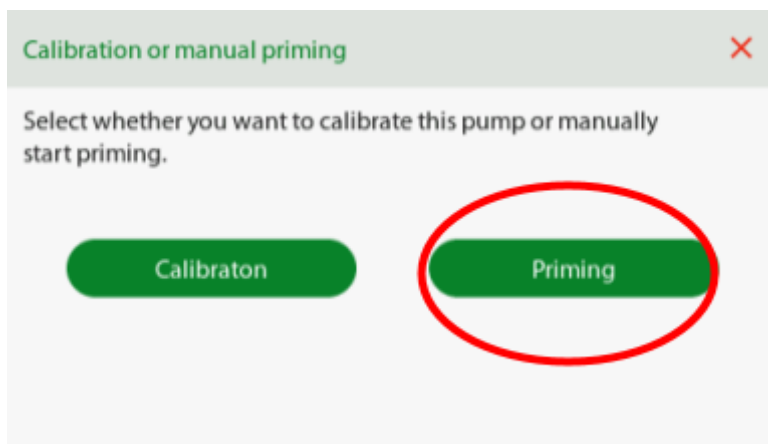 Calibration or manual priming
Select whether you want to calibrate this pump or manually
start priming.
Calibraton
Priming